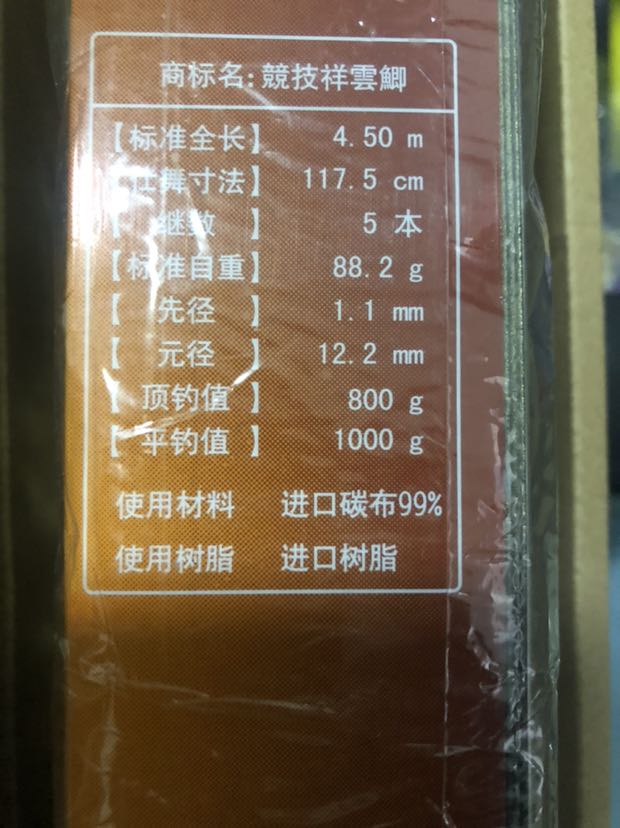 商标名:競技祥雲鯽
【标准全长】 4.50 m
【仕舞寸法】 117.5 cm
【 继数 】 5 本
【标准自重】 88.2 g
【 先径 】 1.1 mm
【 元径 】 12.2 mm
【 顶钓值 】 800 g
【 平钓值 】 1000 g
使用材料 进口碳布99%
使用树脂 进口树脂